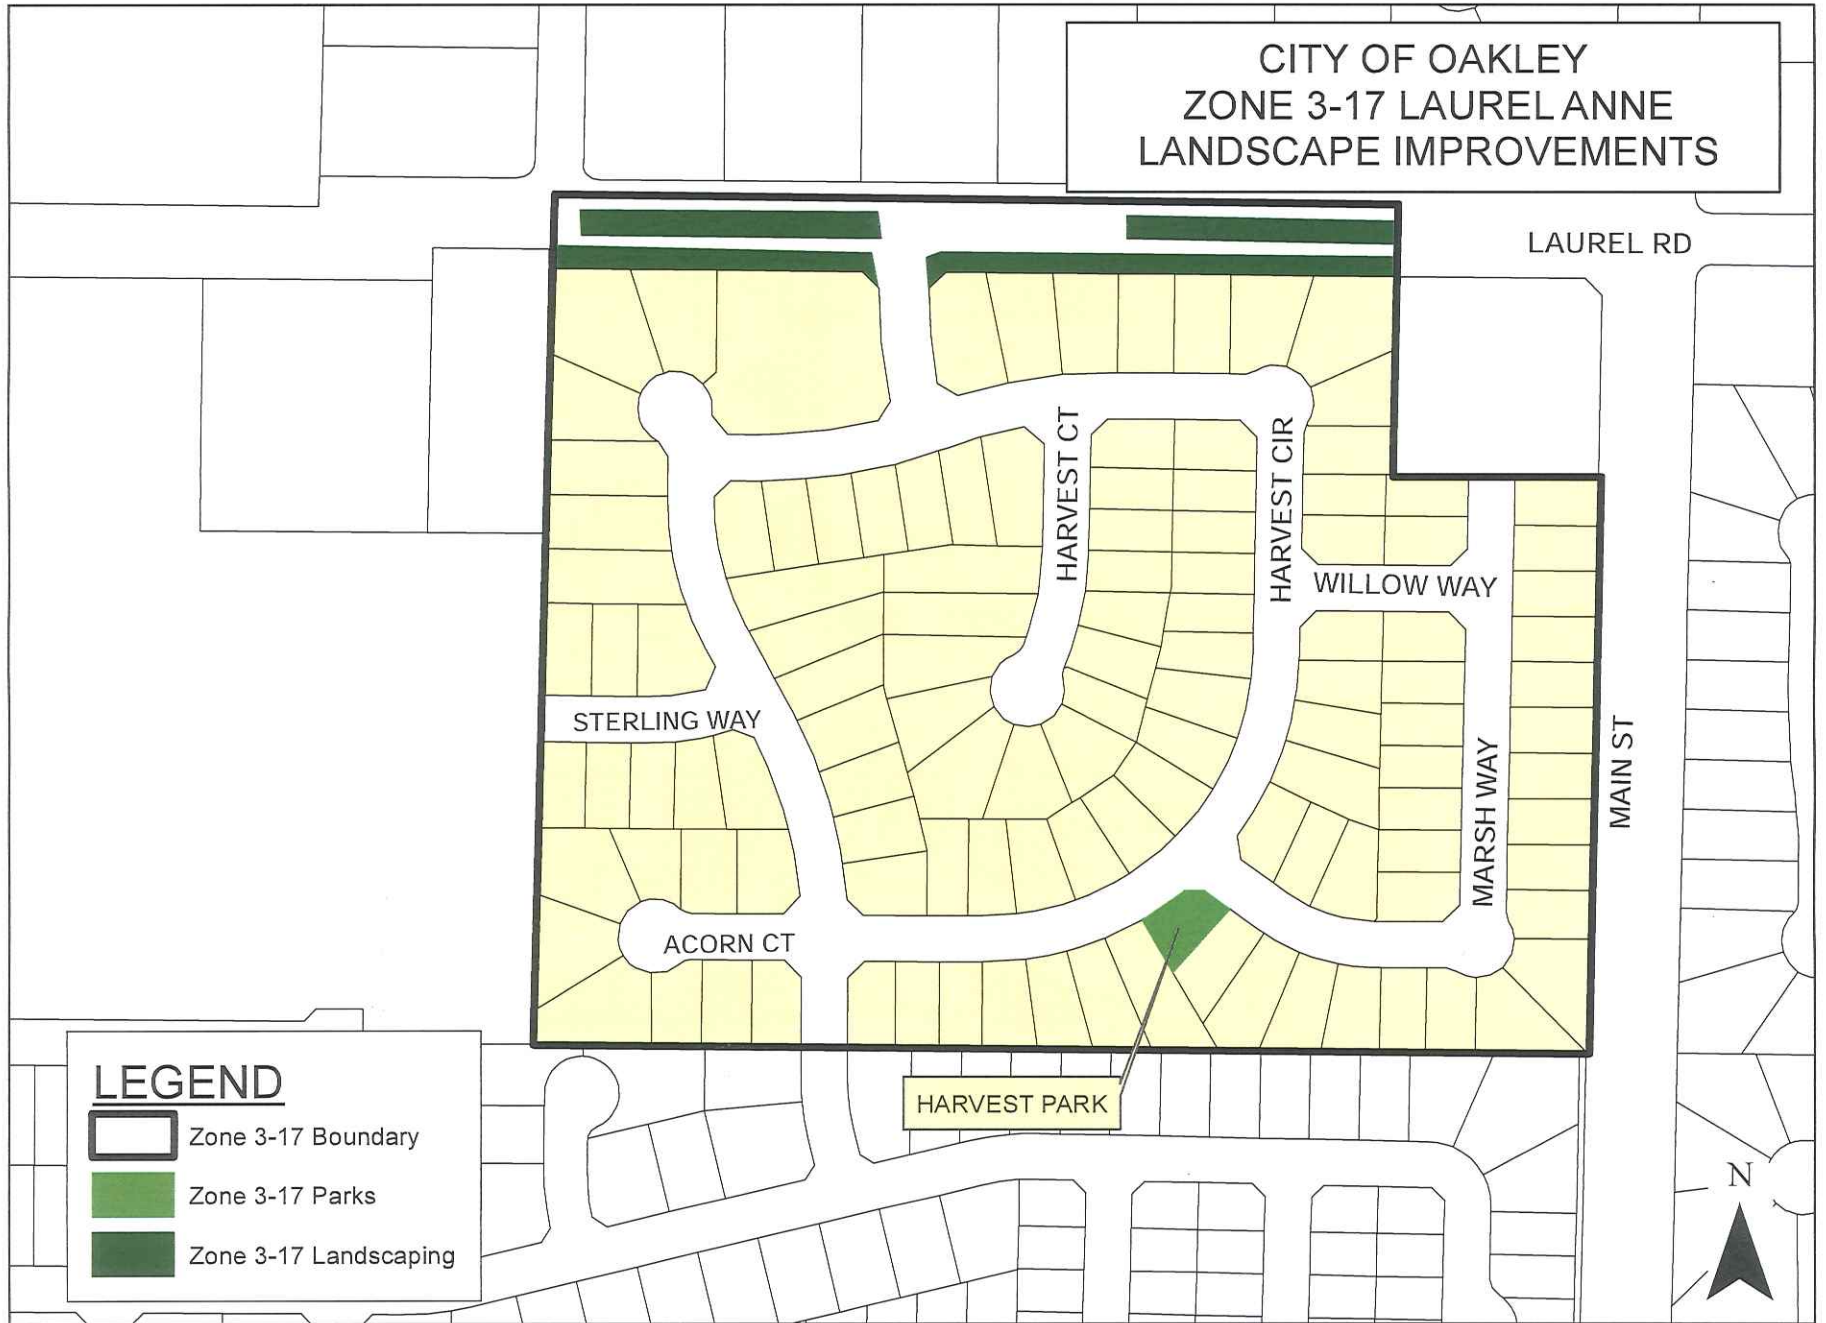 CITY OF OAKLEY
ZONE 3-17 LAUREL ANNE
LANDSCAPE IMPROVEMENTS
LAUREL RD
HARVEST CT
HARVEST CIR
WILLOW WAY
STERLING WAY
MARSH WAY
MAIN ST
ACORN CT
HARVEST PARK
LEGEND
Zone 3-17 Boundary
Zone 3-17 Parks
Zone 3-17 Landscaping
N